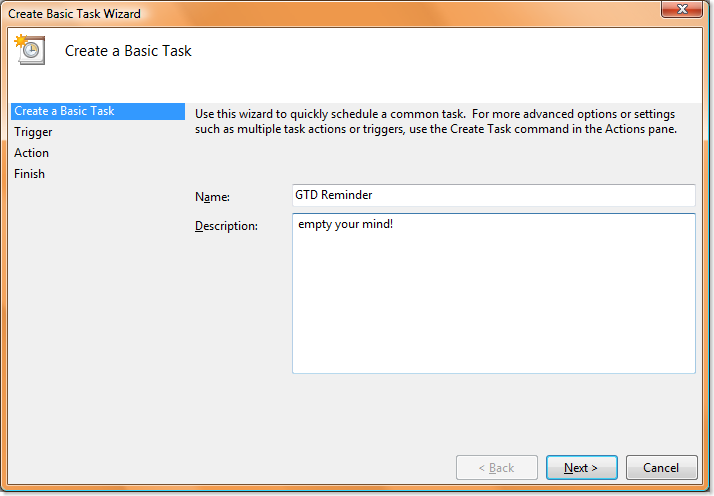 Create Basic Task Wizard
Create a Basic Task
Create a Basic Task
Trigger
Action
Finish
Use this wizard to quickly schedule a common task.  For more advanced options or settings
such as multiple task actions or triggers, use the Create Task command in the Actions pane.
Name:
GTD Reminder
Description:
empty your mind!
< Back
Next >
Cancel